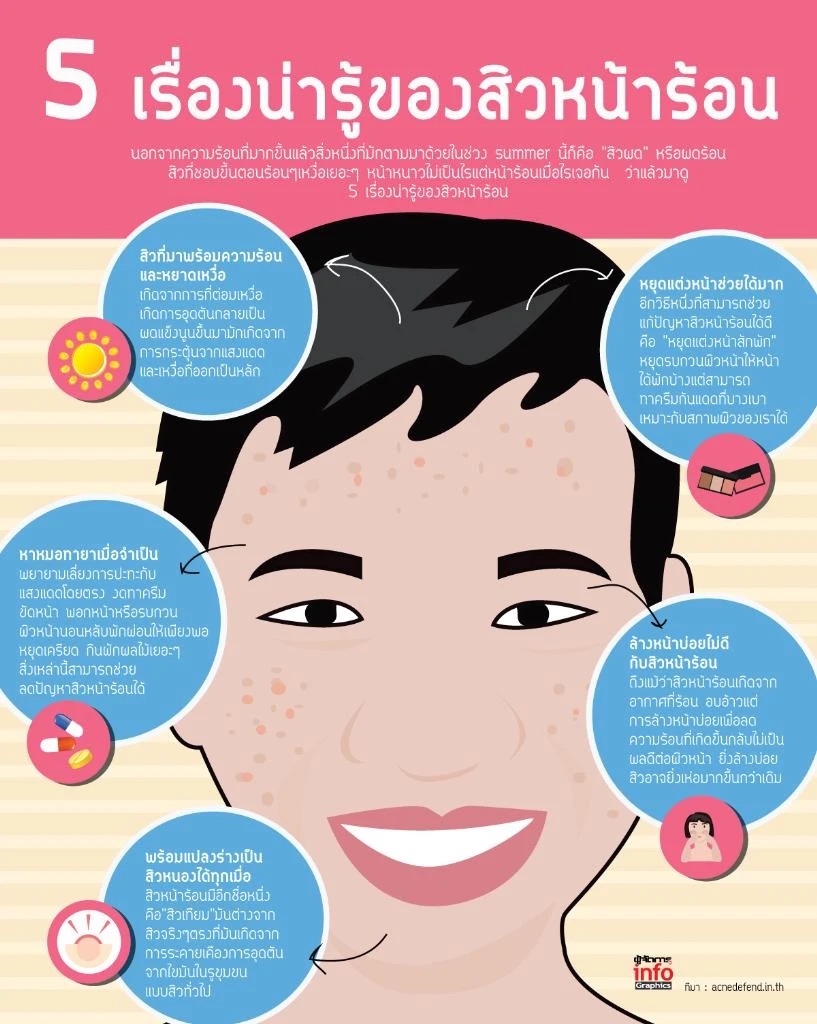 5 เรื่องน่ารู้ของสิวหน้าร้อน
นอกจากความร้อนที่มากขึ้นแล้วสิ่งหนึ่งที่มักตามมาด้วยในช่วง summer นี้ก็คือ "สิวผด" หรือผดร้อน
สิวที่ชอบขึ้นตอนร้อนๆเหงื่อเยอะๆ หน้าหนาวไม่เป็นไรแต่หน้าร้อนเมื่อไรเจอกัน ว่าแล้วมาดู
5 เรื่องน่ารู้ของสิวหน้าร้อน
สิวที่มาพร้อมความร้อน
และหยาดเหงื่อ
เกิดจากการที่ต่อมเหงื่อ
เกิดการอุดตันกลายเป็น
ผดแข็งนูนขึ้นมามักเกิดจาก
การกระตุ้นจากแสงแดด
และเหงื่อที่ออกเป็นหลัก
หยุดแต่งหน้าช่วยได้มาก
อีกวิธีหนึ่งที่สามารถช่วย
แก้ปัญหาสิวหน้าร้อนได้ดี
คือ "หยุดแต่งหน้าสักพัก"
หยุดรบกวนผิวหน้าให้หน้า
ได้พักบ้างแต่สามารถ
ทาครีมกันแดดที่บางเบา
เหมาะกับสภาพผิวของเราได้
หาหมอทายาเมื่อจำเป็น
พยายามเลี่ยงการปะทะกับ
แสงแดดโดยตรง งดทาครีม
ขัดหน้า พอกหน้าหรือรบกวน
ผิวหน้านอนหลับพักผ่อนให้เพียงพอ
หยุดเครียด กินผักผลไม้เยอะๆ
สิ่งเหล่านี้สามารถช่วย
ลดปัญหาสิวหน้าร้อนได้
ล้างหน้าบ่อยไม่ดี
กับสิวหน้าร้อน
ถึงแม้ว่าสิวหน้าร้อนเกิดจาก
อากาศที่ร้อน อบอ้าวแต่
การล้างหน้าบ่อยเพื่อลด
ความร้อนที่เกิดขึ้นกลับไม่เป็น
ผลดีต่อผิวหน้า ยิ่งล้างบ่อย
สิวอาจยิ่งเห่อมากขึ้นกว่าเดิม
พร้อมแปลงร่างเป็น
สิวหนองได้ทุกเมื่อ
สิวหน้าร้อนมีอีกชื่อหนึ่ง
คือ"สิวเทียม"มันต่างจาก
สิวจริงๆตรงที่มันเกิดจาก
การระคายเคืองการอุดตัน
จากไขมันในรูขุมขน
แบบสิวทั่วไป
ผู้จัดการ
info
Graphics
ที่มา : acnedefend.in.th